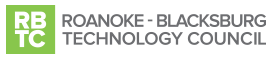 RB
TC
ROANOKE - BLACKSBURG
TECHNOLOGY COUNCIL